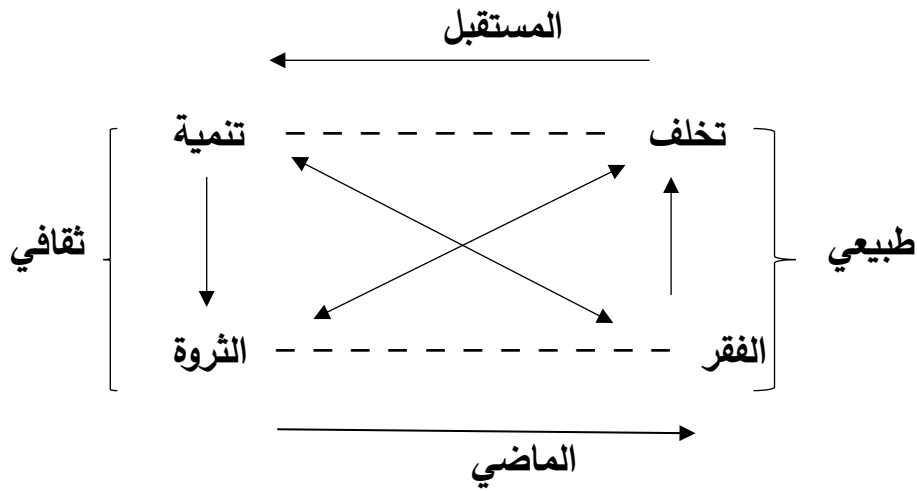 المستقبل
تخلف
تنمية
طبيعي
ثقافي
الفقر
الثروة
الماضي